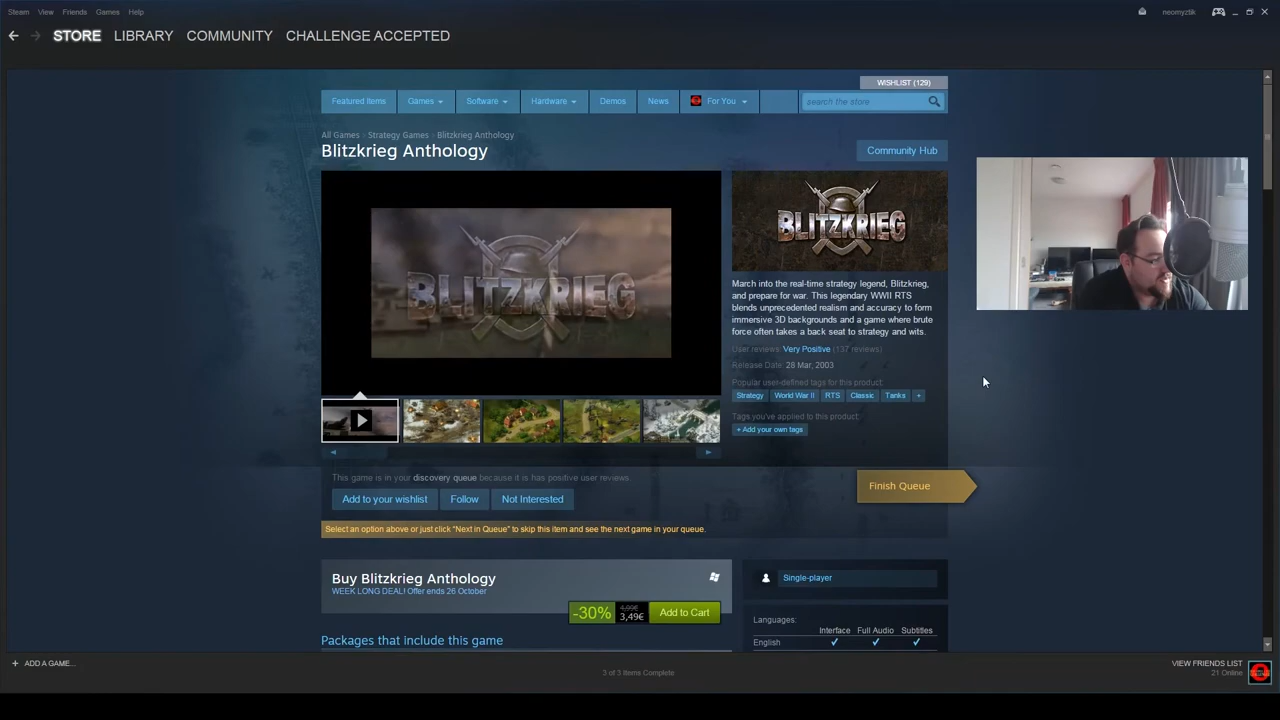 Steam View Friends Games Help
neomyztik
STORE LIBRARY COMMUNITY CHALLENGE ACCEPTED
WISHLIST (129)
Featured Items Games Software Hardware Demos News For You search the store
All Games > Strategy Games > Blitzkrieg Anthology
Blitzkrieg Anthology
Community Hub
BLITZKRIEG
BLITZKRIEG
March into the real-time strategy legend, Blitzkrieg,
and prepare for war. This legendary WWII RTS
blends unprecedented realism and accuracy to form
immersive 3D backgrounds and a game where brute
force often takes a back seat to strategy and wits.
User reviews: Very Positive (137 reviews)
Release Date: 28 Mar, 2003
Popular user-defined tags for this product:
Strategy World War II RTS Classic Tanks +
Tags you've applied to this product:
+ Add your own tags
This game is in your discovery queue because it has positive user reviews.
Add to your wishlist Follow Not Interested
Finish Queue
Select an option above or just click "Next in Queue" to skip this item and see the next game in your queue.
Buy Blitzkrieg Anthology
WEEK LONG DEAL! Offer ends 26 October
-30% 4,99€ 3,49€ Add to Cart
Single-player
Packages that include this game
Languages:
Interface Full Audio Subtitles
English ✓ ✓ ✓
+ ADD A GAME...
3 of 3 Items Complete
VIEW FRIENDS LIST
21 Online